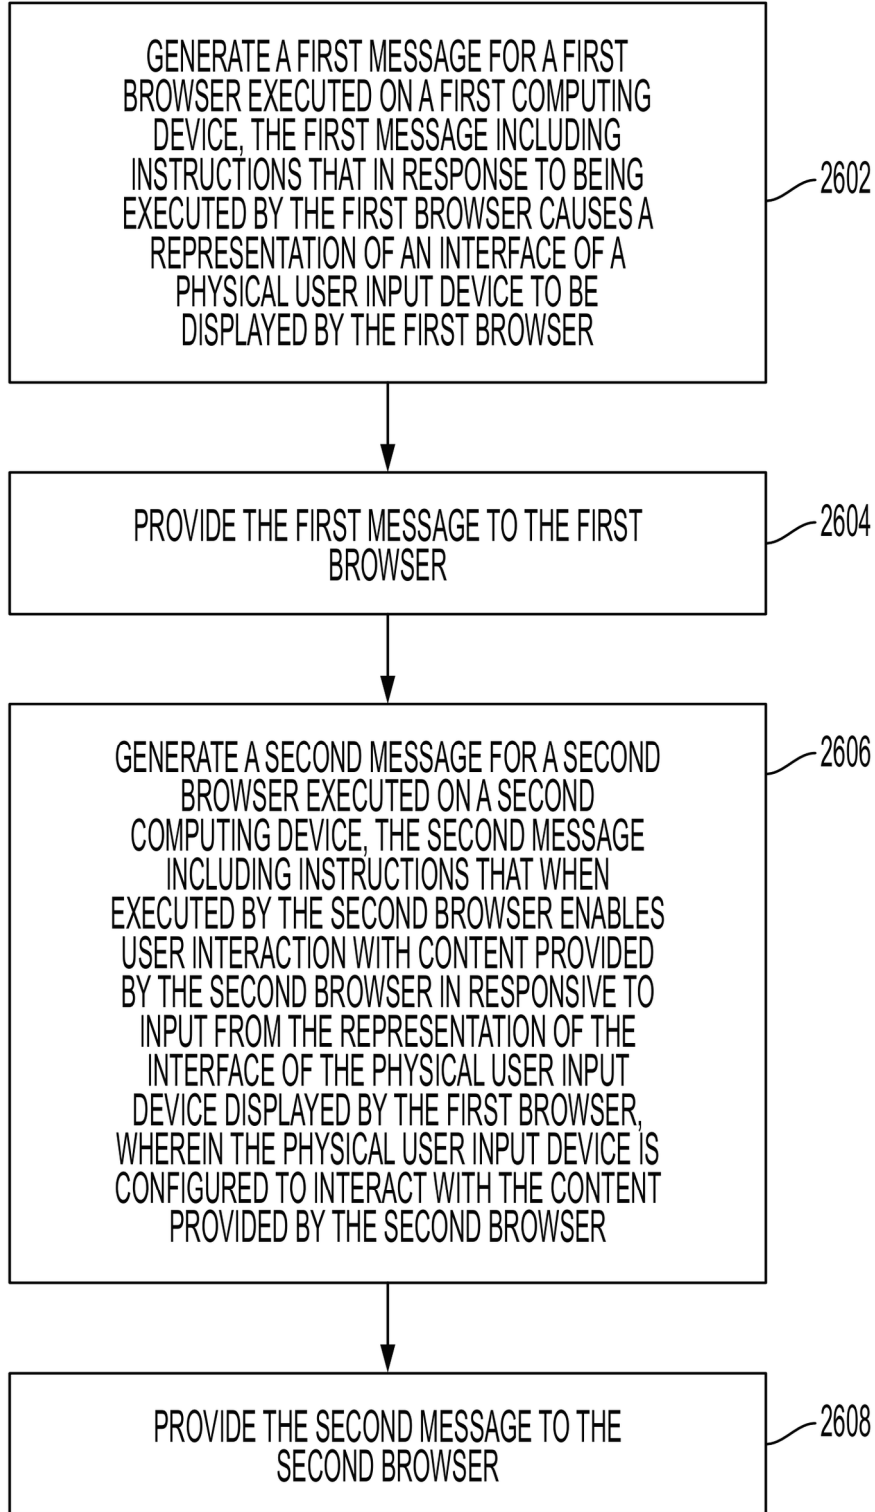 GENERATE A FIRST MESSAGE FOR A FIRST
BROWSER EXECUTED ON A FIRST COMPUTING
DEVICE, THE FIRST MESSAGE INCLUDING
INSTRUCTIONS THAT IN RESPONSE TO BEING
EXECUTED BY THE FIRST BROWSER CAUSES A
REPRESENTATION OF AN INTERFACE OF A
PHYSICAL USER INPUT DEVICE TO BE
DISPLAYED BY THE FIRST BROWSER
2602
PROVIDE THE FIRST MESSAGE TO THE FIRST
BROWSER
2604
GENERATE A SECOND MESSAGE FOR A SECOND
BROWSER EXECUTED ON A SECOND
COMPUTING DEVICE, THE SECOND MESSAGE
INCLUDING INSTRUCTIONS THAT WHEN
EXECUTED BY THE SECOND BROWSER ENABLES
USER INTERACTION WITH CONTENT PROVIDED
BY THE SECOND BROWSER IN RESPONSIVE TO
INPUT FROM THE REPRESENTATION OF THE
INTERFACE OF THE PHYSICAL USER INPUT
DEVICE DISPLAYED BY THE FIRST BROWSER,
WHEREIN THE PHYSICAL USER INPUT DEVICE IS
CONFIGURED TO INTERACT WITH THE CONTENT
PROVIDED BY THE SECOND BROWSER
2606
PROVIDE THE SECOND MESSAGE TO THE
SECOND BROWSER
2608